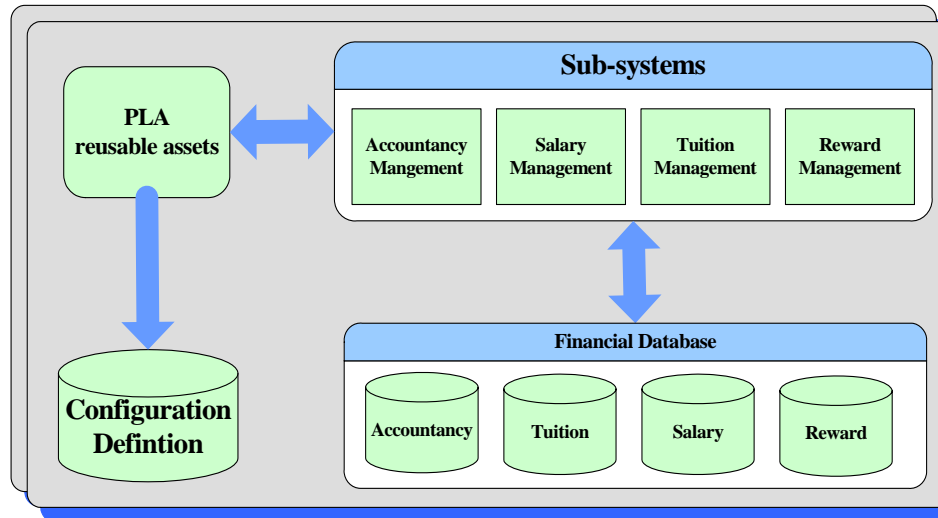 Sub-systems
PLA
reusable assets
Accountancy
Mangement
Salary
Management
Tuition
Management
Reward
Management
Financial Database
Configuration
Defintion
Accountancy
Tuition
Salary
Reward